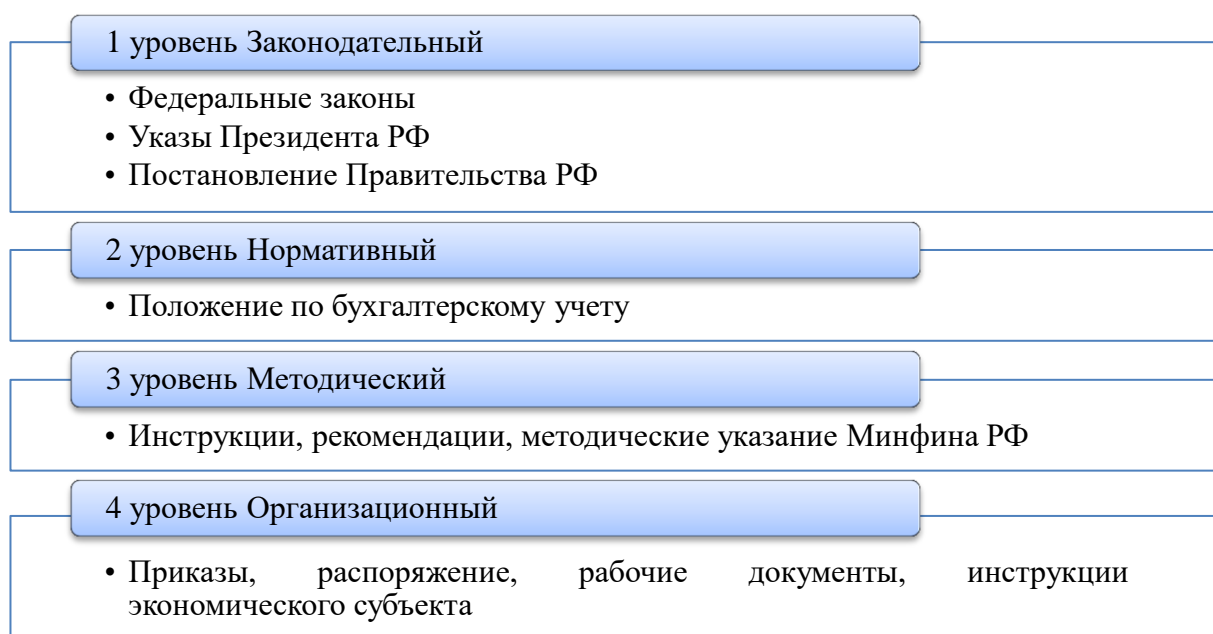 1 уровень Законодательный
• Федеральные законы
• Указы Президента РФ
• Постановление Правительства РФ
2 уровень Нормативный
• Положение по бухгалтерскому учету
3 уровень Методический
• Инструкции, рекомендации, методические указание Минфина РФ
4 уровень Организационный
• Приказы, распоряжение, рабочие документы, инструкции
экономического субъекта